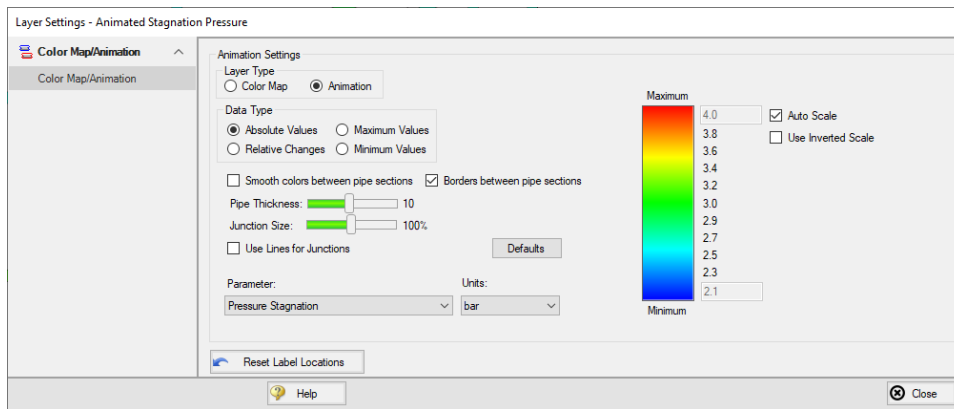 Layer Settings - Animated Stagnation Pressure
Color Map/Animation
Color Map/Animation
Animation Settings
Layer Type
Color Map
Animation
Data Type
Absolute Values
Maximum Values
Relative Changes
Minimum Values
Smooth colors between pipe sections
Borders between pipe sections
Pipe Thickness:
10
Junction Size:
100%
Use Lines for Junctions
Defaults
Parameter:
Units:
Pressure Stagnation
bar
Maximum
4.0
3.8
3.6
3.4
3.2
3.0
2.9
2.7
2.5
2.3
2.1
Minimum
Auto Scale
Use Inverted Scale
Reset Label Locations
Help
Close